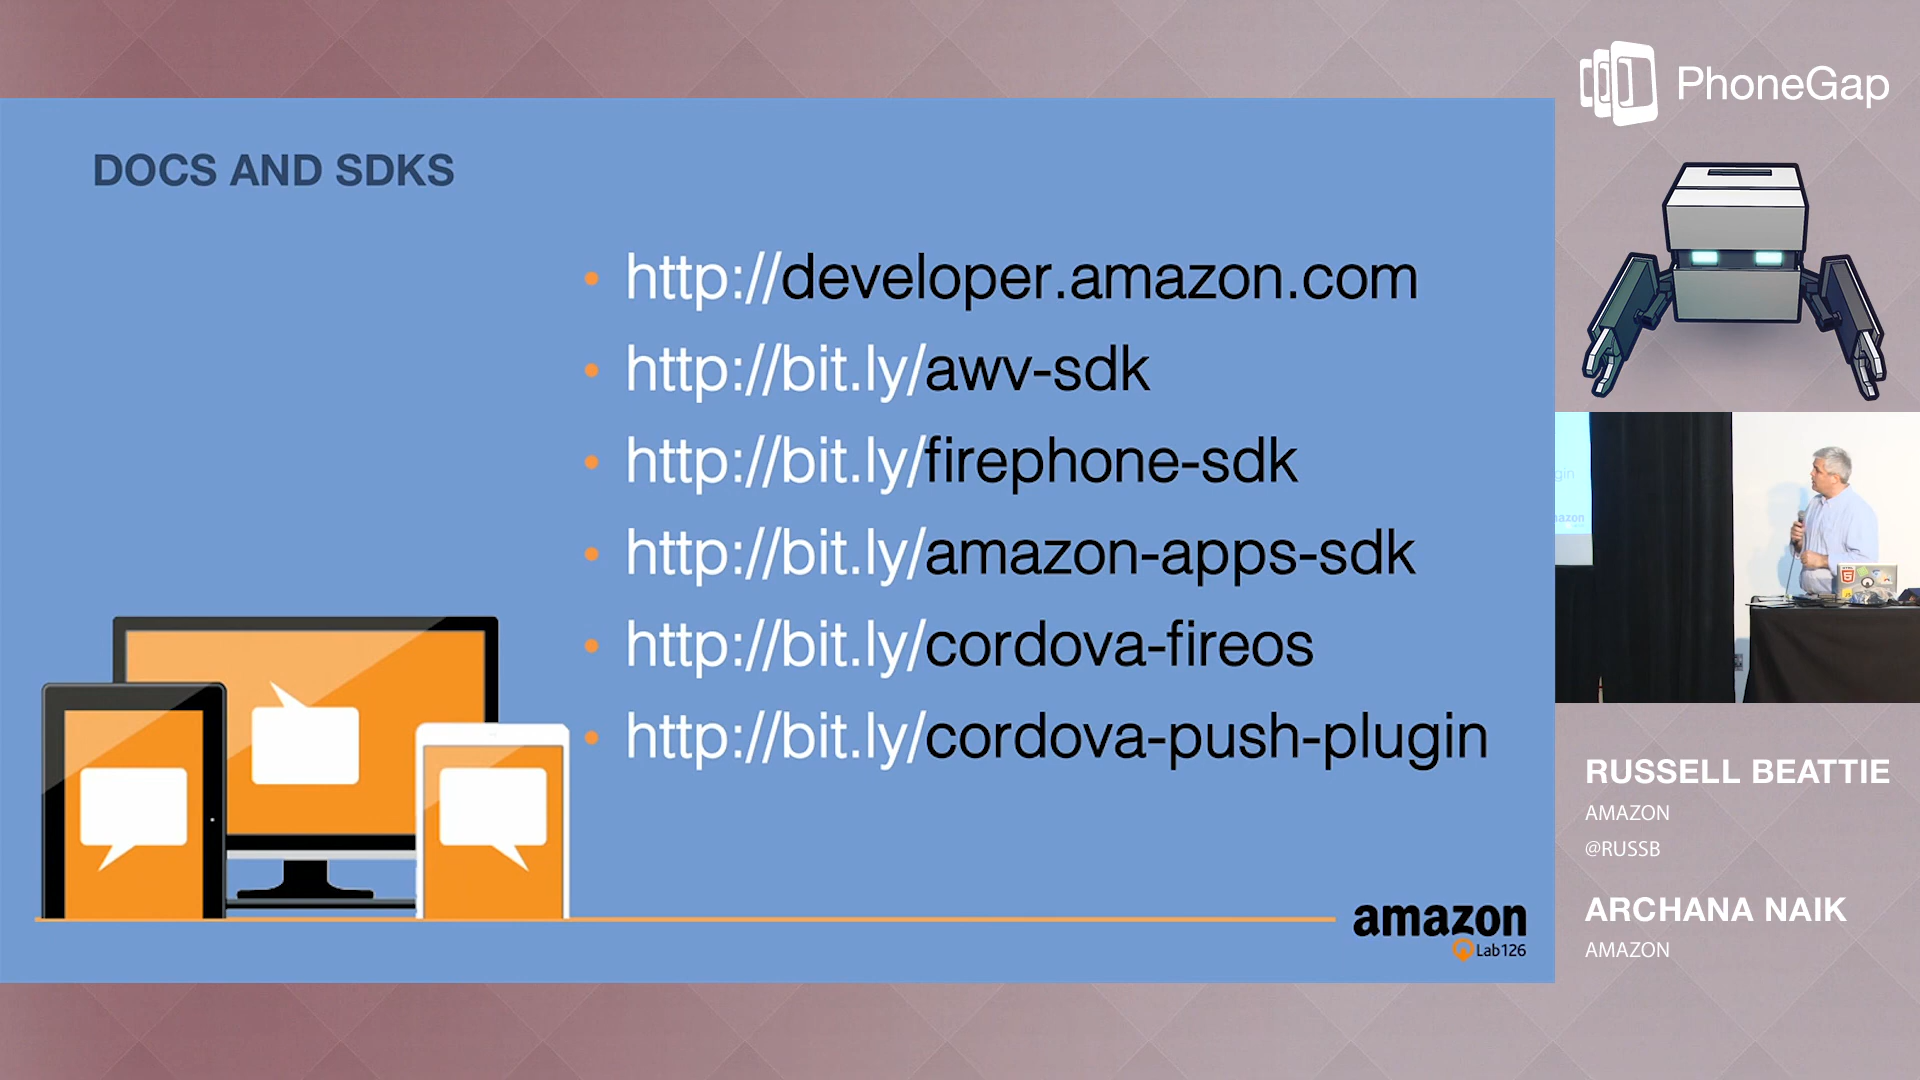 PhoneGap
DOCS AND SDKS
http://developer.amazon.com
http://bit.ly/awv-sdk
http://bit.ly/firephone-sdk
http://bit.ly/amazon-apps-sdk
http://bit.ly/cordova-fireos
http://bit.ly/cordova-push-plugin
amazon
Lab126
RUSSELL BEATTIE
AMAZON
@RUSSB
ARCHANA NAIK
AMAZON